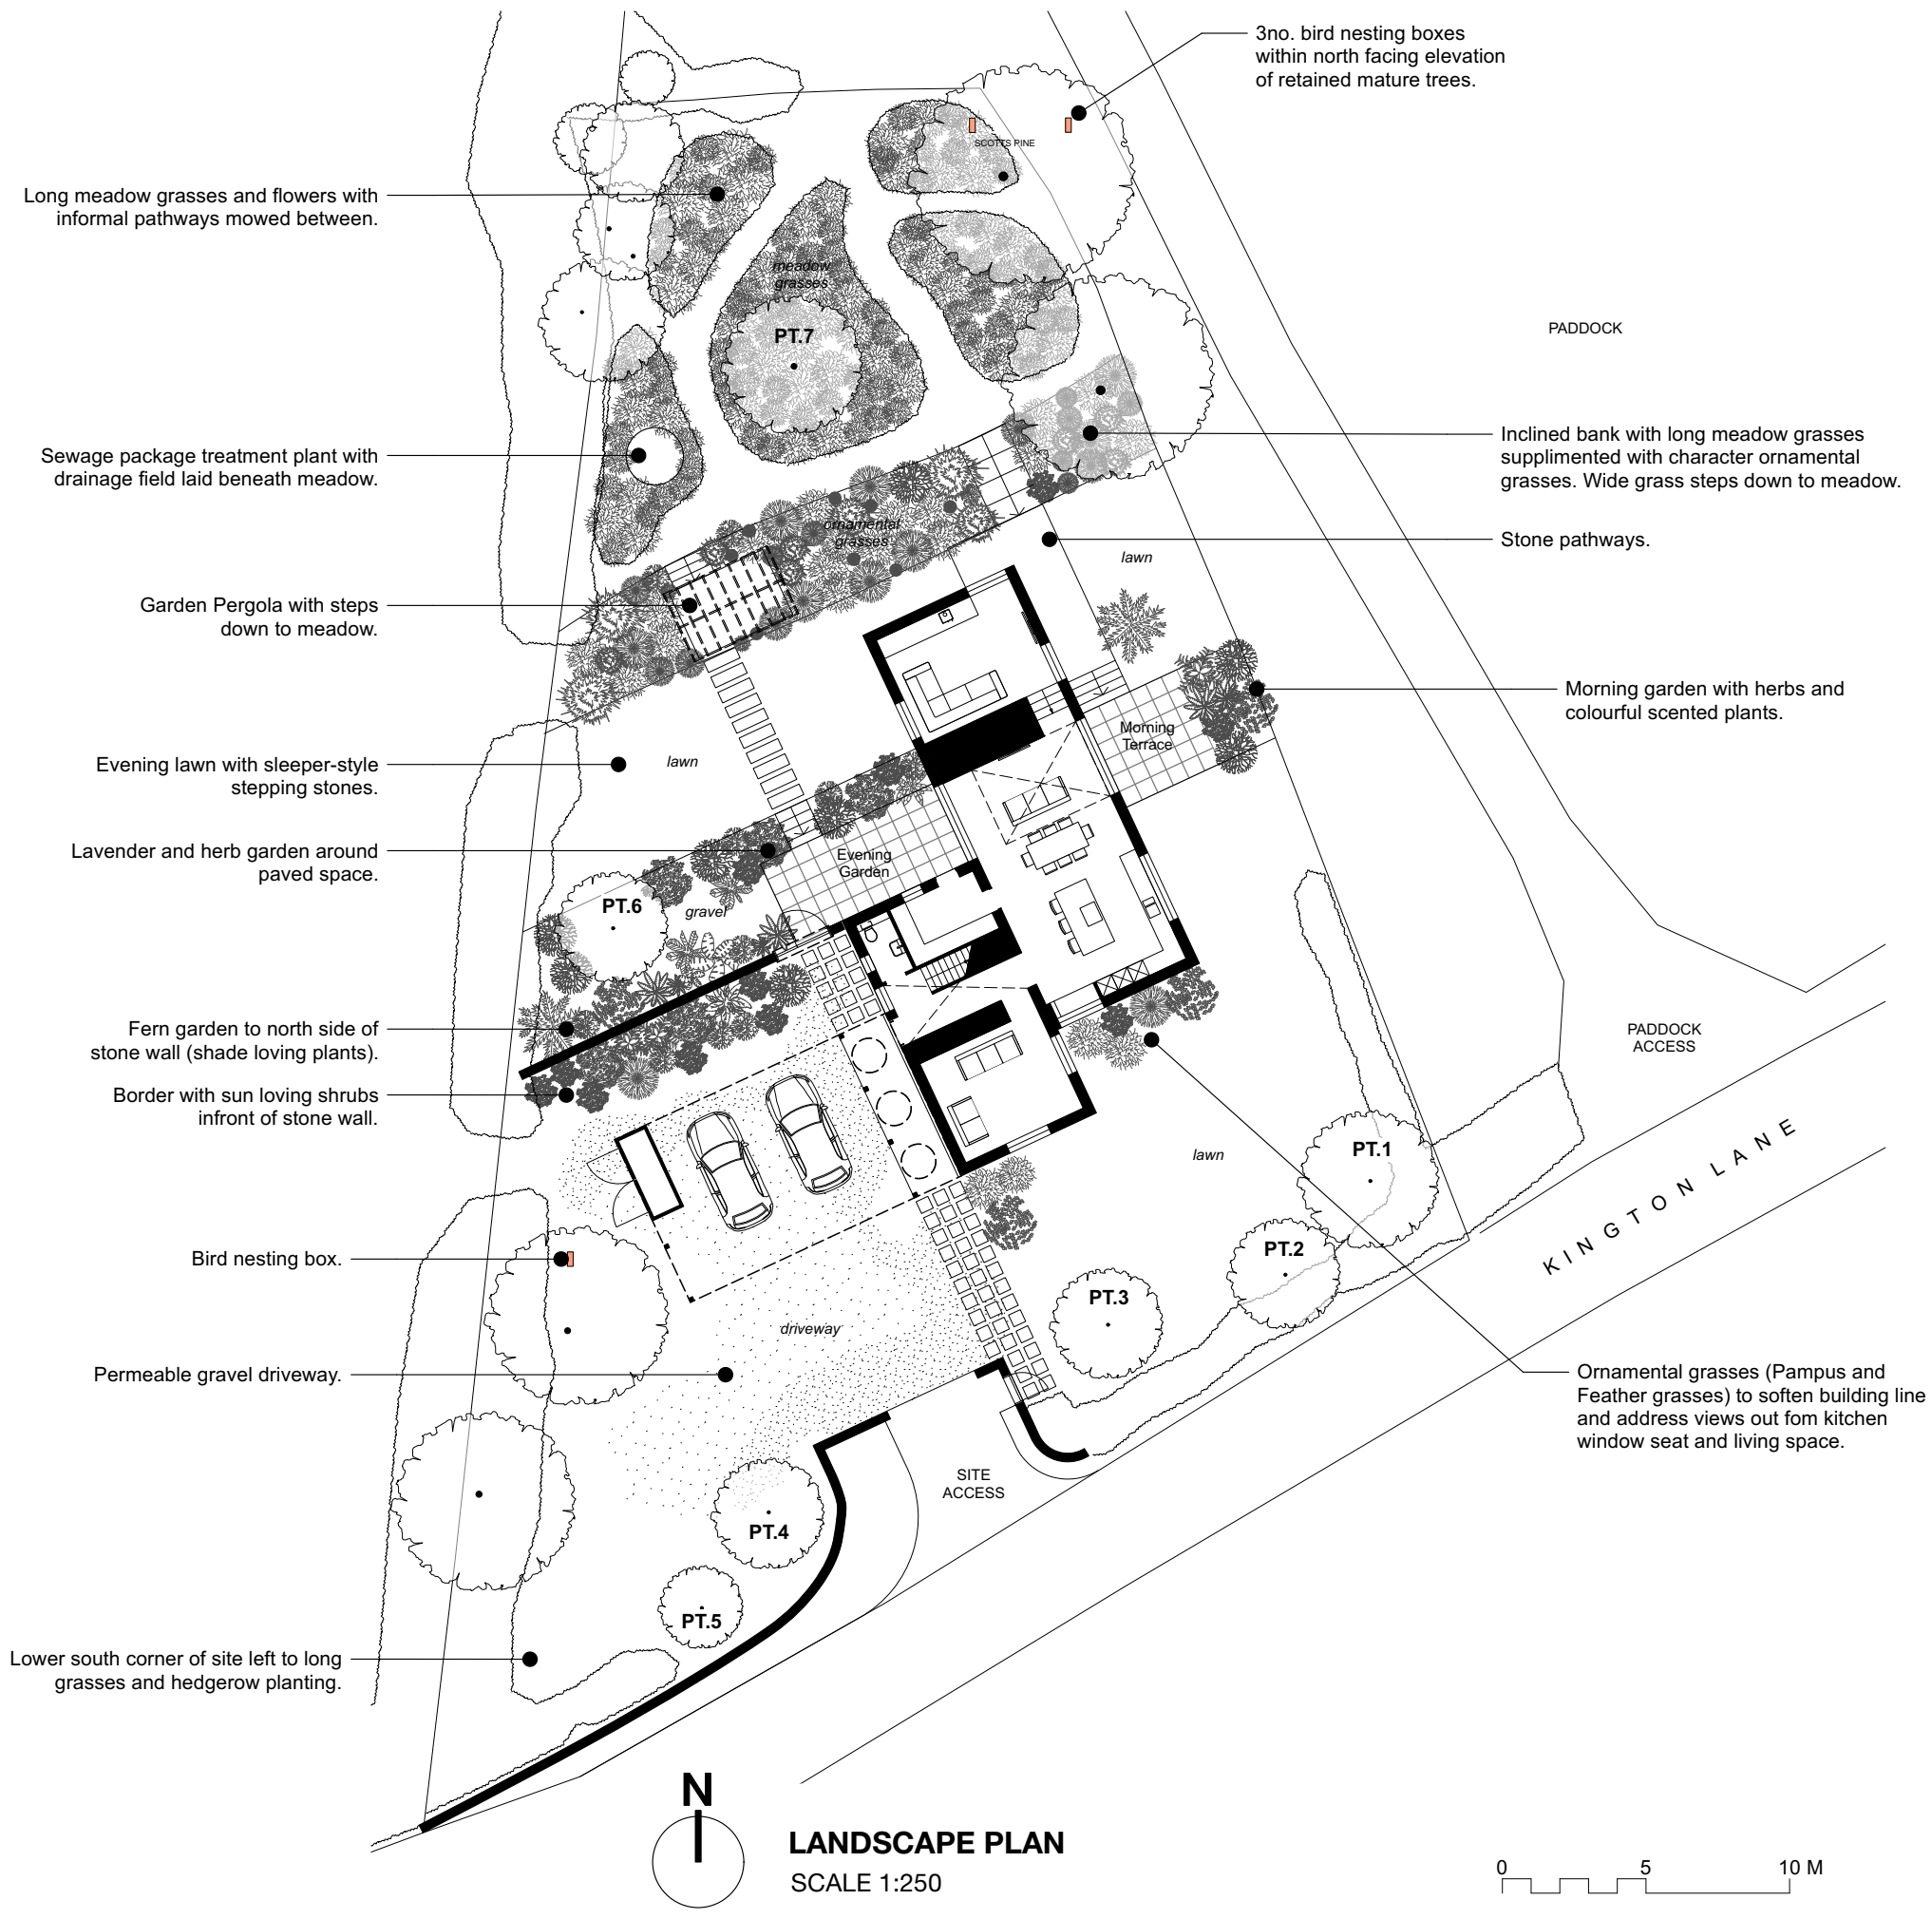 3no. bird nesting boxes
within north facing elevation
of retained mature trees.
SCOTTS PINE
Long meadow grasses and flowers with
informal pathways mowed between.
meadow
grasses
PT.7
PADDOCK
Inclined bank with long meadow grasses
supplimented with character ornamental
grasses. Wide grass steps down to meadow.
Sewage package treatment plant with
drainage field laid beneath meadow.
ornamental
grasses
Stone pathways.
lawn
Garden Pergola with steps
down to meadow.
Morning garden with herbs and
colourful scented plants.
Morning
Terrace
Evening lawn with sleeper-style
stepping stones.
lawn
Lavender and herb garden around
paved space.
Evening
Garden
PT.6
gravel
Fern garden to north side of
stone wall (shade loving plants).
PADDOCK
ACCESS
Border with sun loving shrubs
infront of stone wall.
lawn
PT.1
KINGTON LANE
PT.2
Bird nesting box.
PT.3
driveway
Permeable gravel driveway.
Ornamental grasses (Pampus and
Feather grasses) to soften building line
and address views out fom kitchen
window seat and living space.
SITE
ACCESS
PT.4
PT.5
Lower south corner of site left to long
grasses and hedgerow planting.
N
LANDSCAPE PLAN
SCALE 1:250
0 5 10 M